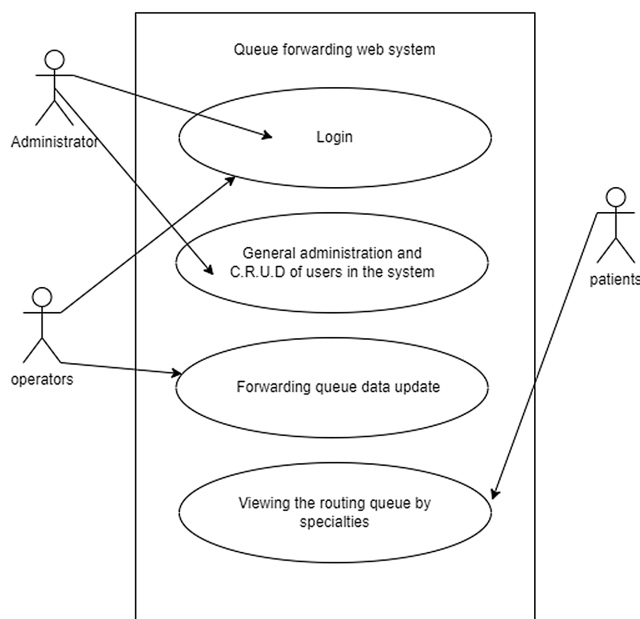 Queue forwarding web system
Administrator
Login
General administration and
C.R.U.D of users in the system
patients
operators
Forwarding queue data update
Viewing the routing queue by
specialties